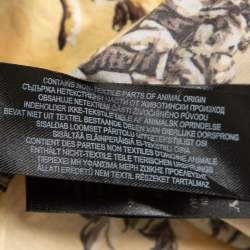 CONTAINS NON-TEXTILE PARTS OF ANIMAL ORIGIN
СЪДЪРЖА НЕТЕКСТИЛНИ ЧАСТИ ОТ ЖИВОТИНСКИ ПРОИЗХОД
OBSAHUJE NETEXTILNÍ ČÁSTI ŽIVOČIŠNÉHO PŮVODU
INDEHOLDER IKKE-TEKSTILE DELE AF ANIMALSK OPRINDELSE
BEVAT NIET UIT TEXTIEL BESTAANDE DELEN VAN DIERLIJKE OORSPRONG
SISALDAB LOOMSET PÄRITOLU MITTETEKSTIILSEST OSI
SISÄLTÄÄ ELÄINPERÄISIÄ EI-TEKSTIILIOSIA
CONTIENT DES PARTIES NON TEXTILES D'ORIGINE ANIMALE
ENTHÄLT NICHT-TEXTILE TEILE TIERISCHEN URSPRUNGS
ΠΕΡΙΕΧΕΙ ΜΗ ΥΦΑΝΣΙΜΑ ΜΕΡΗ ΖΩΙΚΗΣ ΠΡΟΕΛΕΥΣΗΣ
ÁLLATI EREDETŰ NEM TEXTIL RÉSZEKET TARTALMAZ